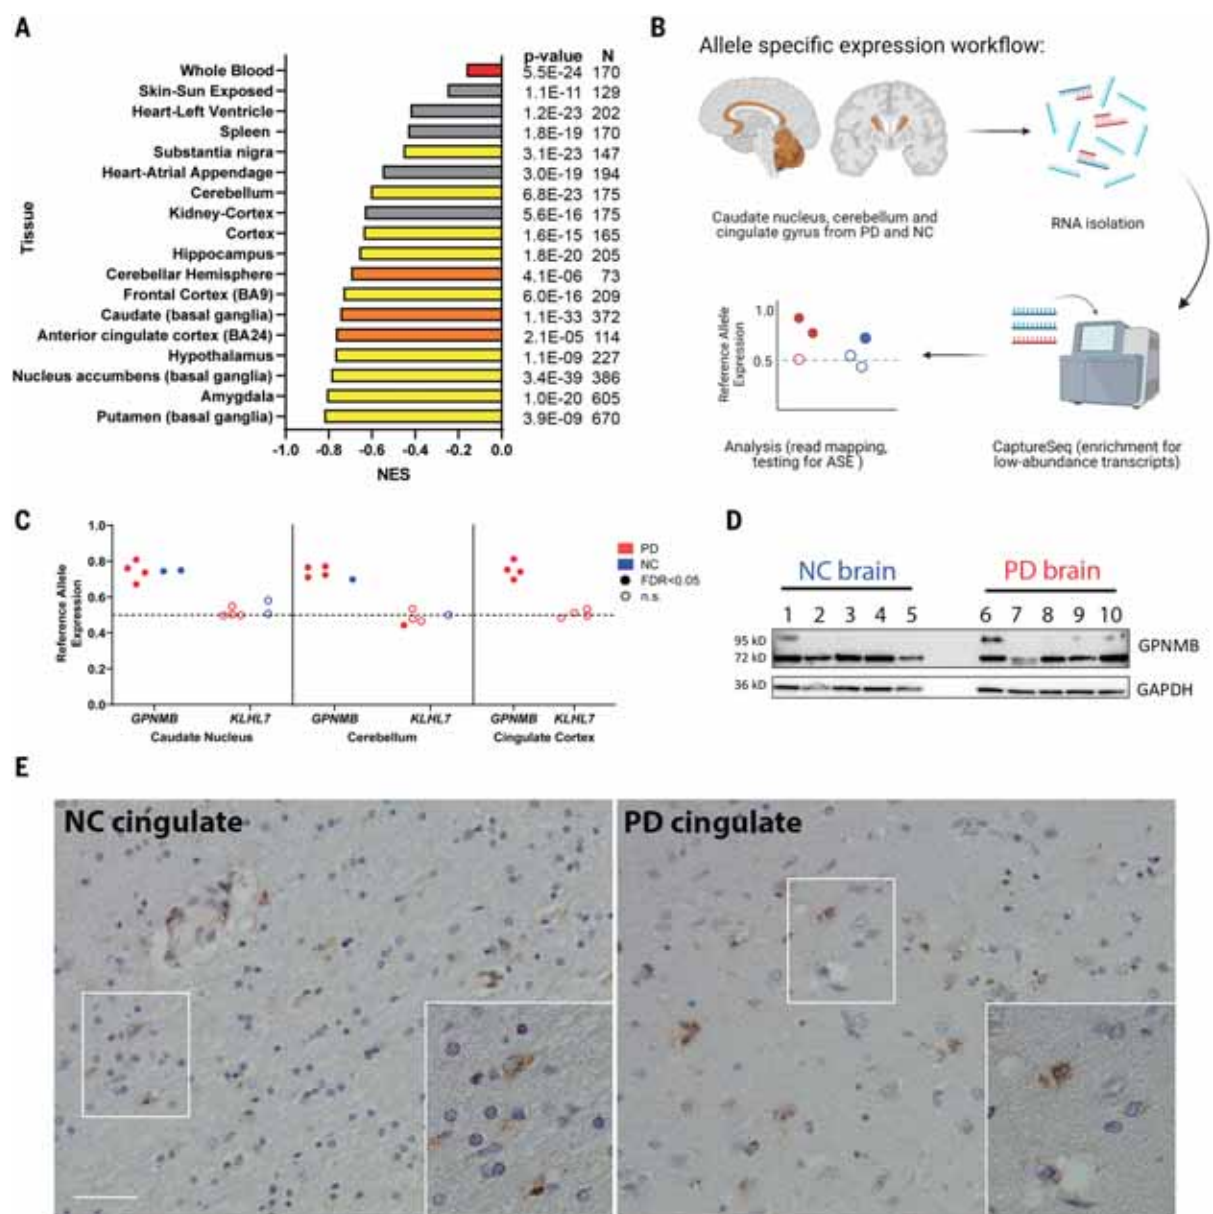 A
p-value N
Whole Blood 5.5E-24 170
Skin-Sun Exposed 1.1E-11 129
Heart-Left Ventricle 1.2E-23 202
Spleen 1.8E-19 170
Substantia nigra 3.1E-23 147
Heart-Atrial Appendage 3.0E-19 194
Cerebellum 6.8E-23 175
Kidney-Cortex 5.6E-16 175
Cortex 1.6E-15 165
Hippocampus 1.8E-20 205
Cerebellar Hemisphere 4.1E-06 73
Frontal Cortex (BA9) 6.0E-16 209
Caudate (basal ganglia) 1.1E-33 372
Anterior cingulate cortex (BA24) 2.1E-05 114
Hypothalamus 1.1E-09 227
Nucleus accumbens (basal ganglia) 3.4E-39 386
Amygdala 1.0E-20 605
Putamen (basal ganglia) 3.9E-09 670
Tissue
-1.0 -0.8 -0.6 -0.4 -0.2 0.0
NES
B
Allele specific expression workflow:
Caudate nucleus, cerebellum and
cingulate gyrus from PD and NC
RNA isolation
1.0
0.5
Reference Allele
Expression
Analysis (read mapping,
testing for ASE )
CaptureSeq (enrichment for
low-abundance transcripts)
C
1.0
0.8
0.6
0.4
0.2
0.0
Reference Allele
Expression
PD
NC
FDR<0.05
n.s.
GPNMB KLHL7 GPNMB KLHL7 GPNMB KLHL7
Caudate Nucleus Cerebellum Cingulate Cortex
D
NC brain PD brain
1 2 3 4 5 6 7 8 9 10
95 kD
72 kD
GPNMB
36 kD
GAPDH
E
NC cingulate PD cingulate